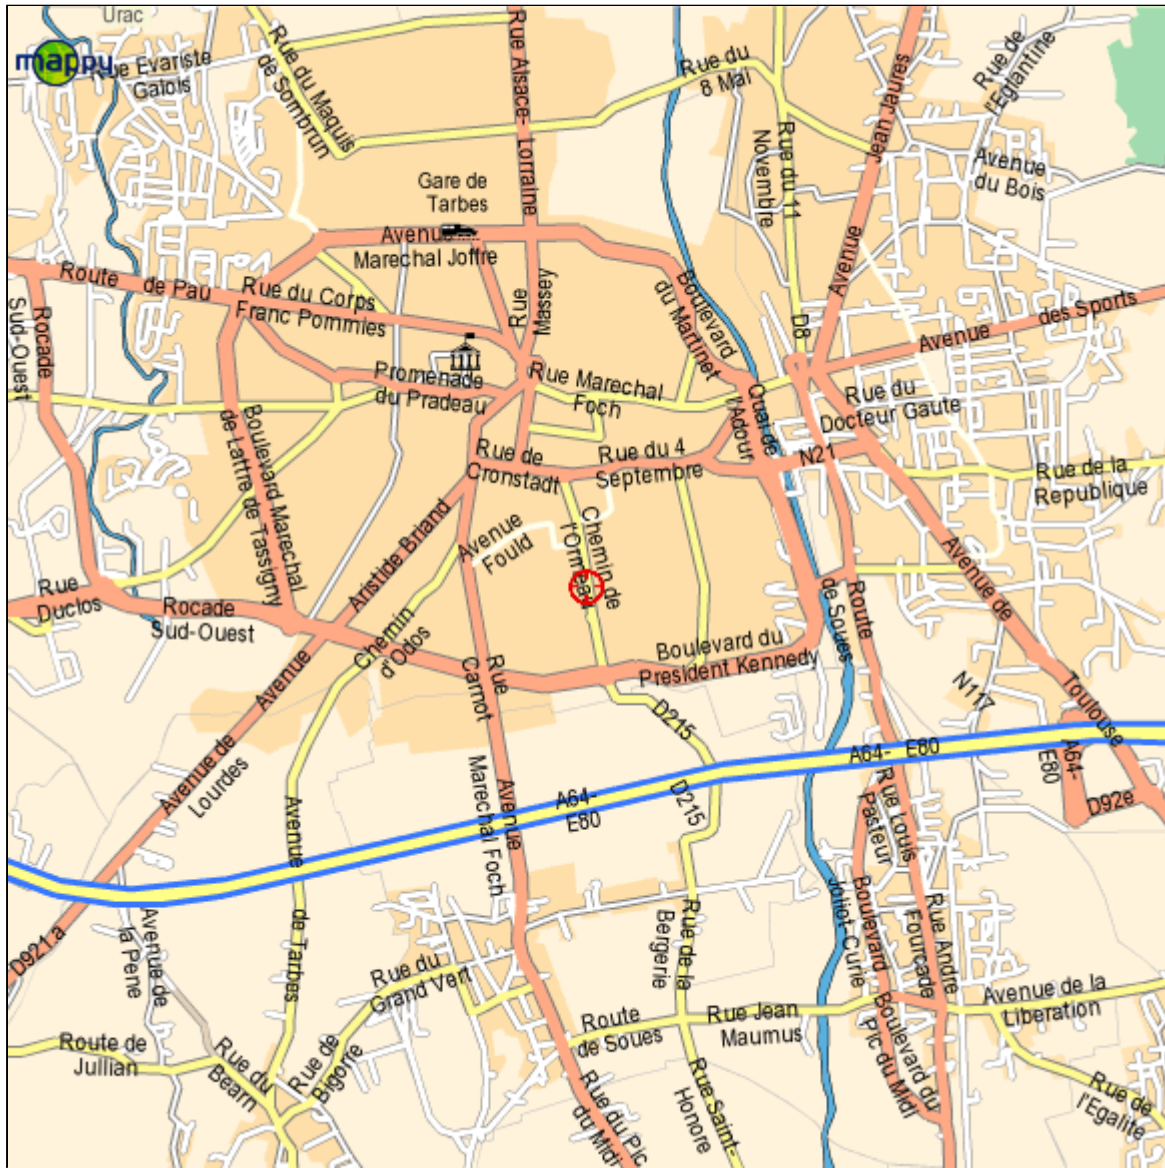 Urac
mappy
Rue Evariste
Galois
Rue du Maquis
de Sombrun
Rue Alsace-
Lorraine
Rue du
8 Mai
Rue de
l'Eglantine
Avenue
Jean Jaures
Rue du 11
Novembre
Avenue
du Bois
Gare de
Tarbes
Avenue
Marechal Joffre
Route
de Pau
Rue du Corps
Franc Pommies
Rue
Massey
Boulevard
du Martinet
D8
Avenue
des Sports
Sud-Ouest
Rocade
Promenade
du Pradeau
Rue Marechal
Foch
Quai de
l'Adour
Rue du
Docteur Gaute
Boulevard Marechal
de Lattre de Tassigny
Rue de
Cronstadt
Rue du 4
Septembre
N21
Rue de la
Republique
Avenue
Fould
Chemin de
Aristide Briand
Avenue
Rue
Duclos
Rocade
Sud-Ouest
Chemin
d'Odos
Rue
Carnot
Boulevard du
President Kennedy
Route
de Soues
Avenue de
Toulouse
N117
D215
A64-
E80
A64-
E80
A64-
E80
D92e
D215
Avenue de
Lourdes
Avenue
de Tarbes
Avenue
Marechal Foch
Rue Louis
Pasteur
Boulevard
Joliot-Curie
Rue Andre
Fourcade
D921.a
Avenue de
la Pene
Rue du
Grand Vert
Rue de la
Bergerie
Route
de Soues
Rue Jean
Maumus
Avenue de la
Liberation
Route de
Jullian
Rue du
Bearn
Rue de
Bigorre
Rue du Pic
du Midi
Rue Saint-
Honore
Boulevard du
Pic du Midi
Rue de
l'Egalite